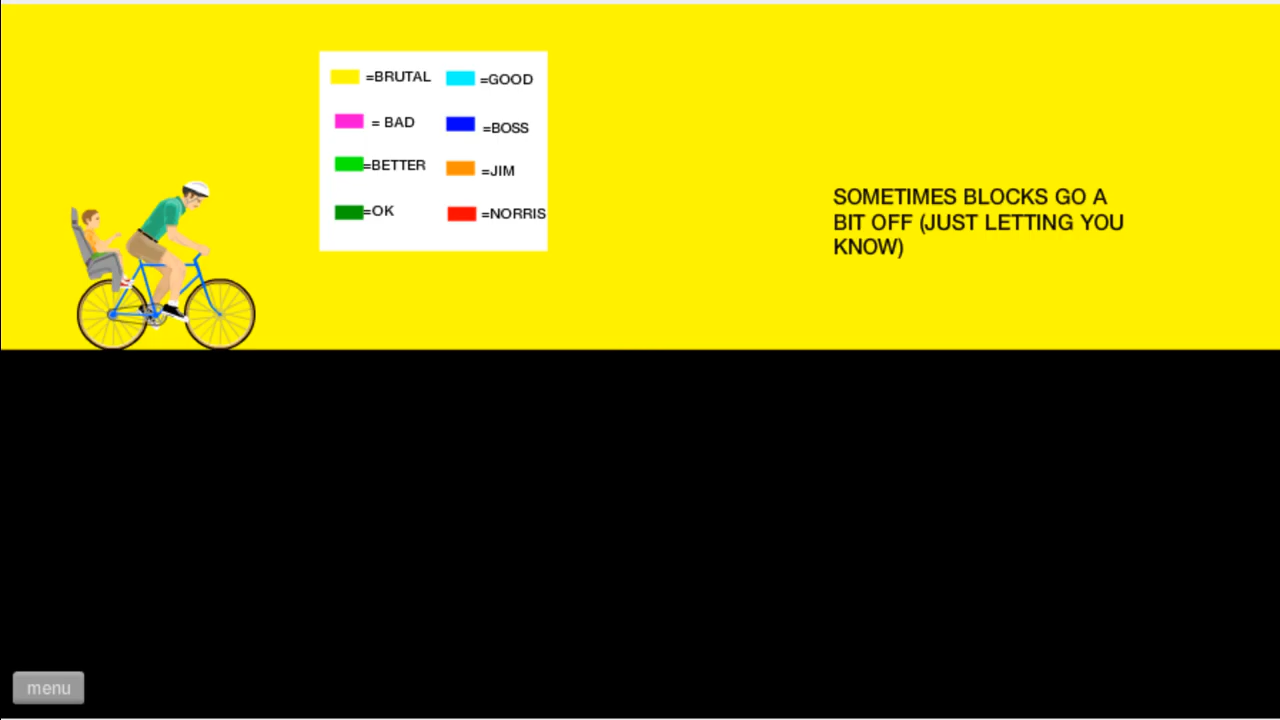 =BRUTAL =GOOD
= BAD =BOSS
=BETTER =JIM
=OK =NORRIS
SOMETIMES BLOCKS GO A
BIT OFF (JUST LETTING YOU
KNOW)
menu